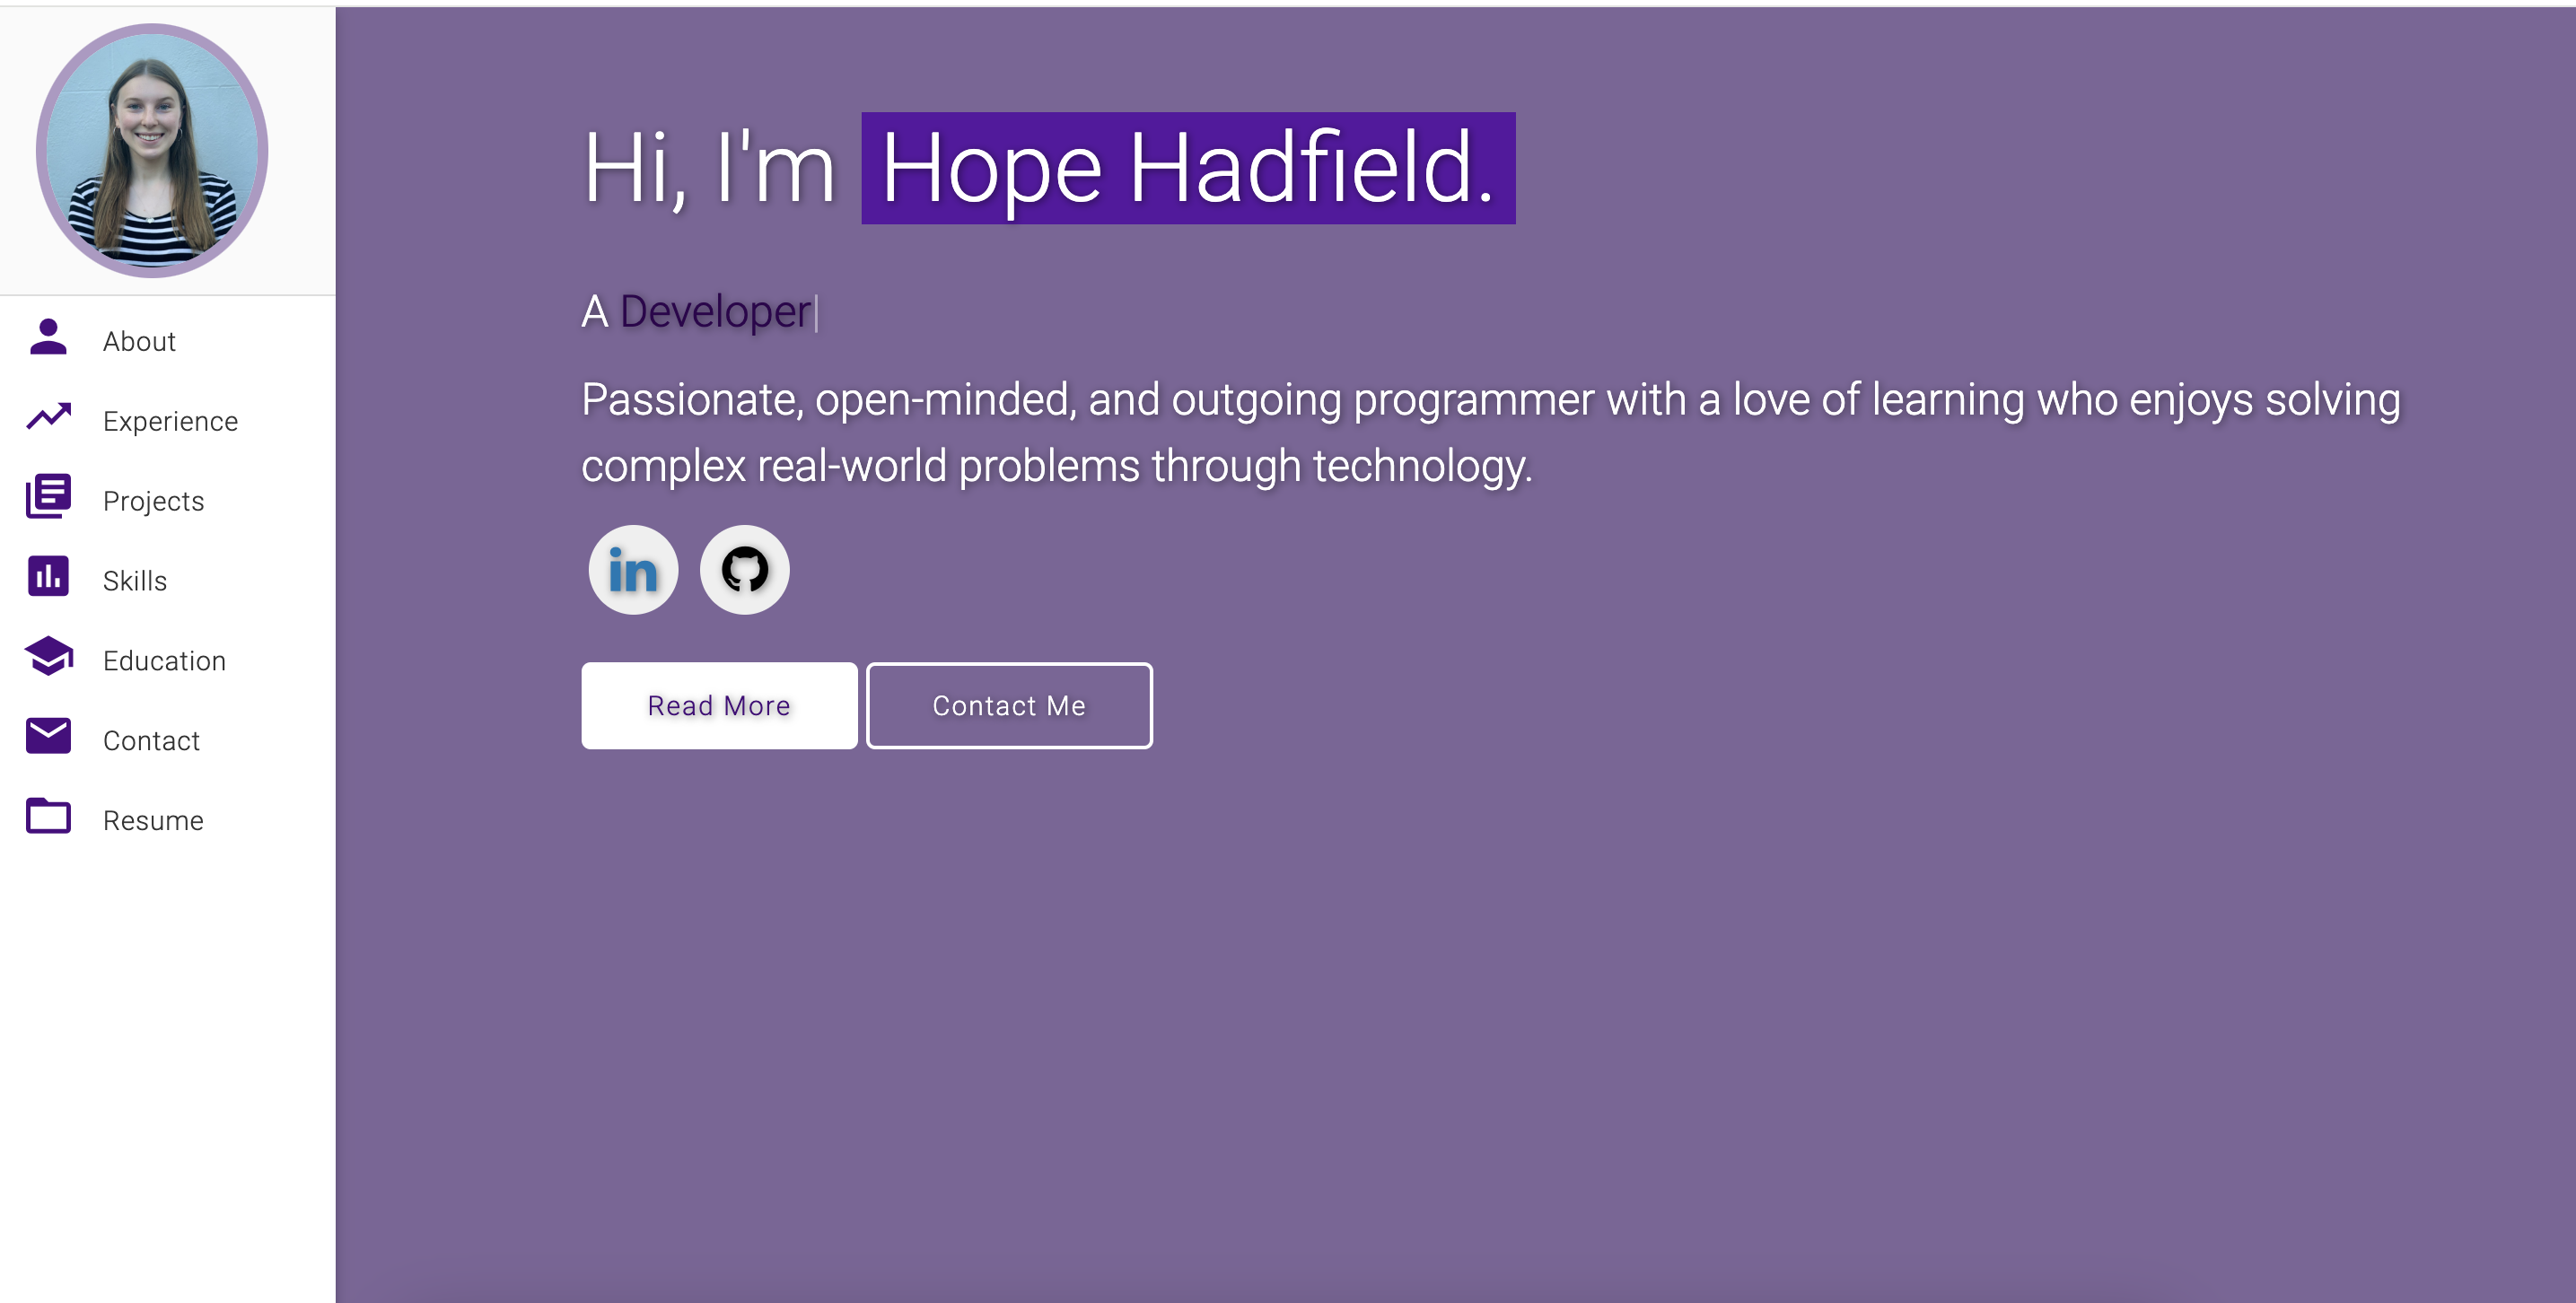 Hi, I'm Hope Hadfield.
A Developer
Passionate, open-minded, and outgoing programmer with a love of learning who enjoys solving
complex real-world problems through technology.
in
Read More
Contact Me
About
Experience
Projects
Skills
Education
Contact
Resume